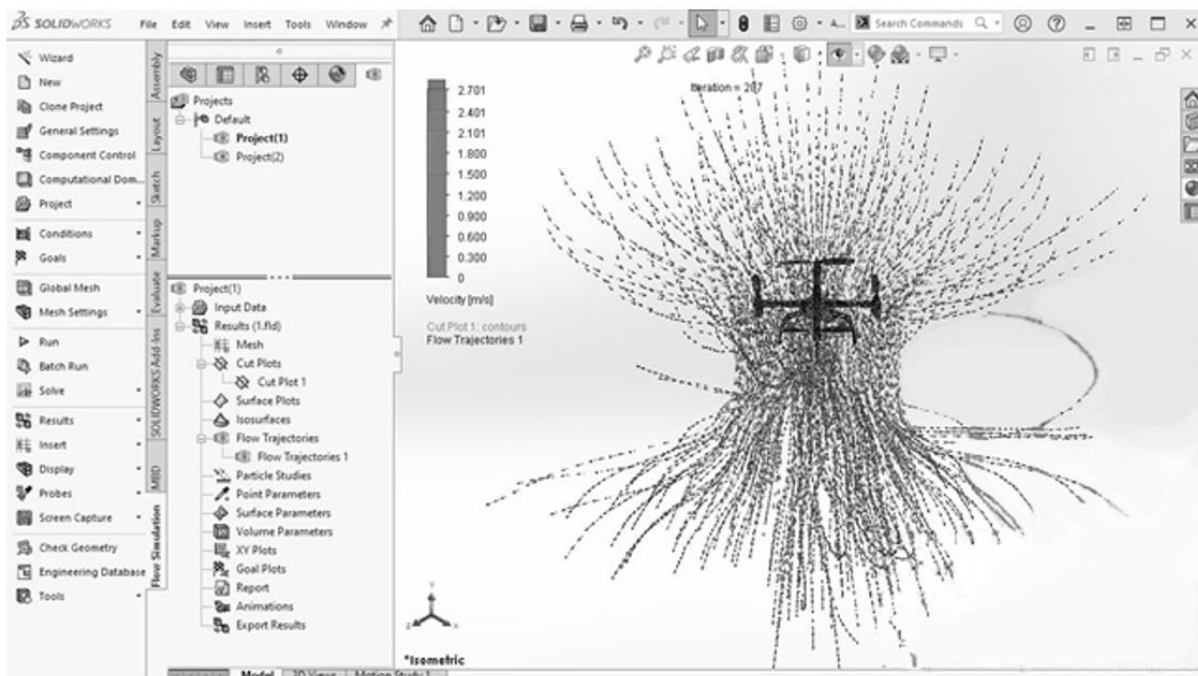 SOLIDWORKS File Edit View Insert Tools Window
Search Commands
Wizard
New
Clone Project
General Settings
Component Control
Computational Dom...
Project
Conditions
Goals
Global Mesh
Mesh Settings
Run
Batch Run
Solve
Results
Insert
Display
Probes
Screen Capture
Check Geometry
Engineering Database
Tools
Assembly
Layout
Sketch
Markup
Evaluate
SOLIDWORKS Add-Ins
MBD
Flow Simulation
Projects
Default
Project(1)
Project(2)
Project(1)
Input Data
Results (1.fld)
Mesh
Cut Plots
Cut Plot 1
Surface Plots
Isosurfaces
Flow Trajectories
Flow Trajectories 1
Particle Studies
Point Parameters
Surface Parameters
Volume Parameters
XY Plots
Goal Plots
Report
Animations
Export Results
2.701
2.401
2.101
1.800
1.500
1.200
0.900
0.600
0.300
0
Velocity [m/s]
Cut Plot 1: contours
Flow Trajectories 1
*Isometric
Model 3D Views Motion Study 1